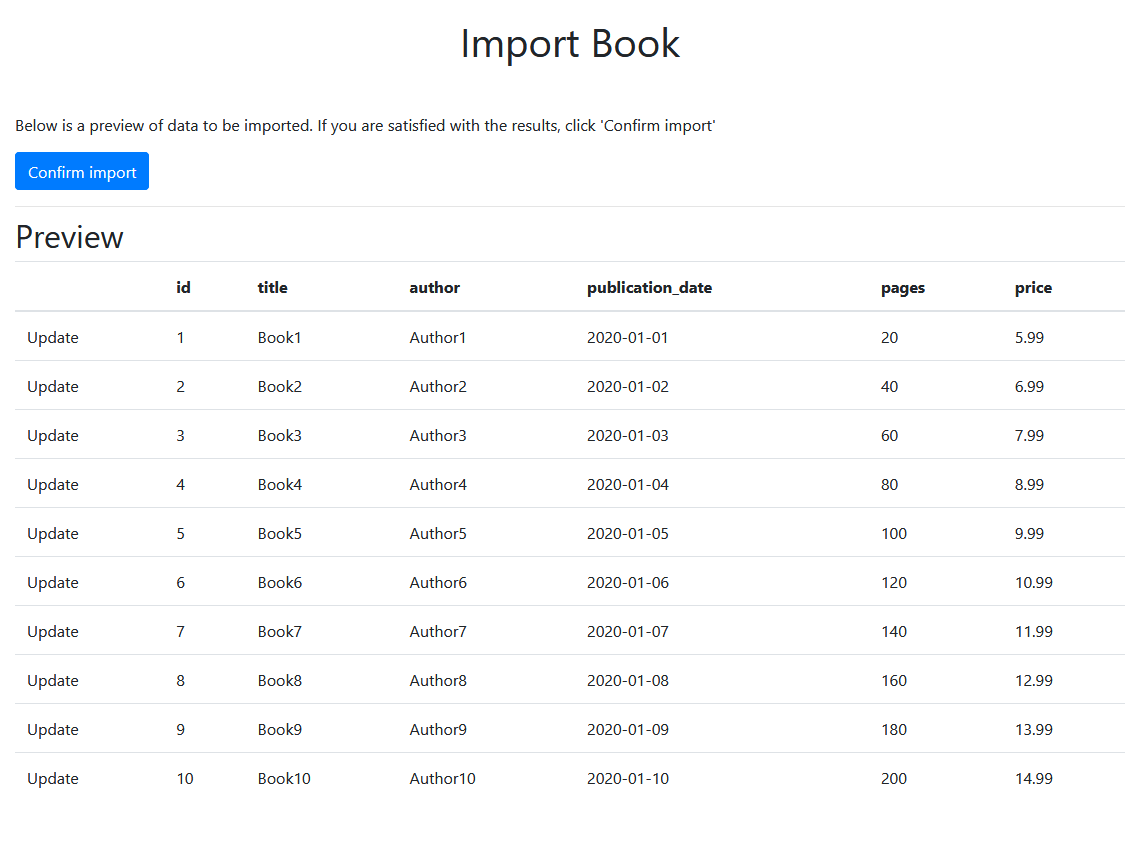 Import Book
Below is a preview of data to be imported. If you are satisfied with the results, click 'Confirm import'
Confirm import
Preview
id title author publication_date pages price
Update 1 Book1 Author1 2020-01-01 20 5.99
Update 2 Book2 Author2 2020-01-02 40 6.99
Update 3 Book3 Author3 2020-01-03 60 7.99
Update 4 Book4 Author4 2020-01-04 80 8.99
Update 5 Book5 Author5 2020-01-05 100 9.99
Update 6 Book6 Author6 2020-01-06 120 10.99
Update 7 Book7 Author7 2020-01-07 140 11.99
Update 8 Book8 Author8 2020-01-08 160 12.99
Update 9 Book9 Author9 2020-01-09 180 13.99
Update 10 Book10 Author10 2020-01-10 200 14.99